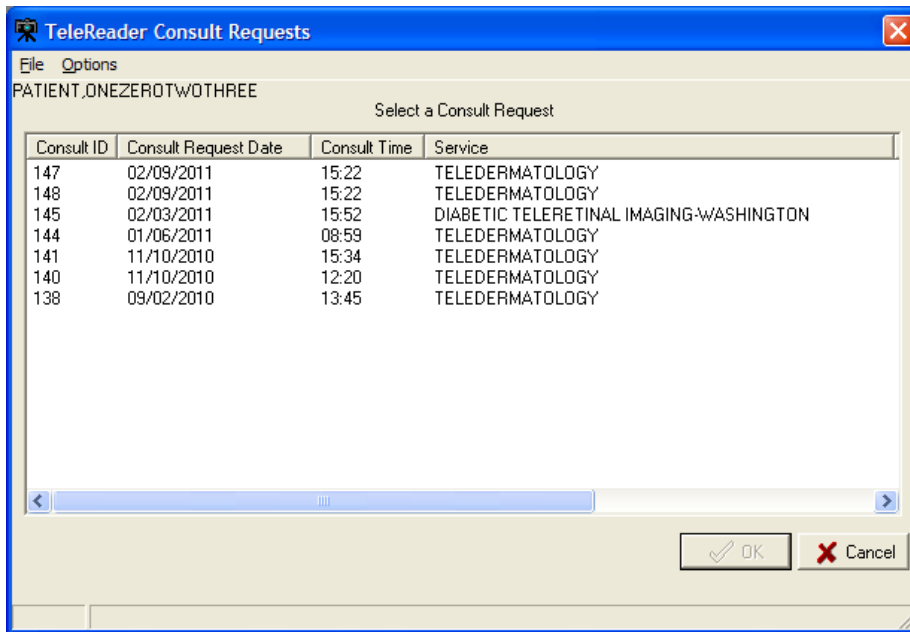 TeleReader Consult Requests
File Options
PATIENT,ONEZEROTWOTHREE
Select a Consult Request
Consult ID Consult Request Date Consult Time Service
147 02/09/2011 15:22 TELEDERMATOLOGY
148 02/09/2011 15:22 TELEDERMATOLOGY
145 02/03/2011 15:52 DIABETIC TELERETINAL IMAGING-WASHINGTON
144 01/06/2011 08:59 TELEDERMATOLOGY
141 11/10/2010 15:34 TELEDERMATOLOGY
140 11/10/2010 12:20 TELEDERMATOLOGY
138 09/02/2010 13:45 TELEDERMATOLOGY
OK Cancel